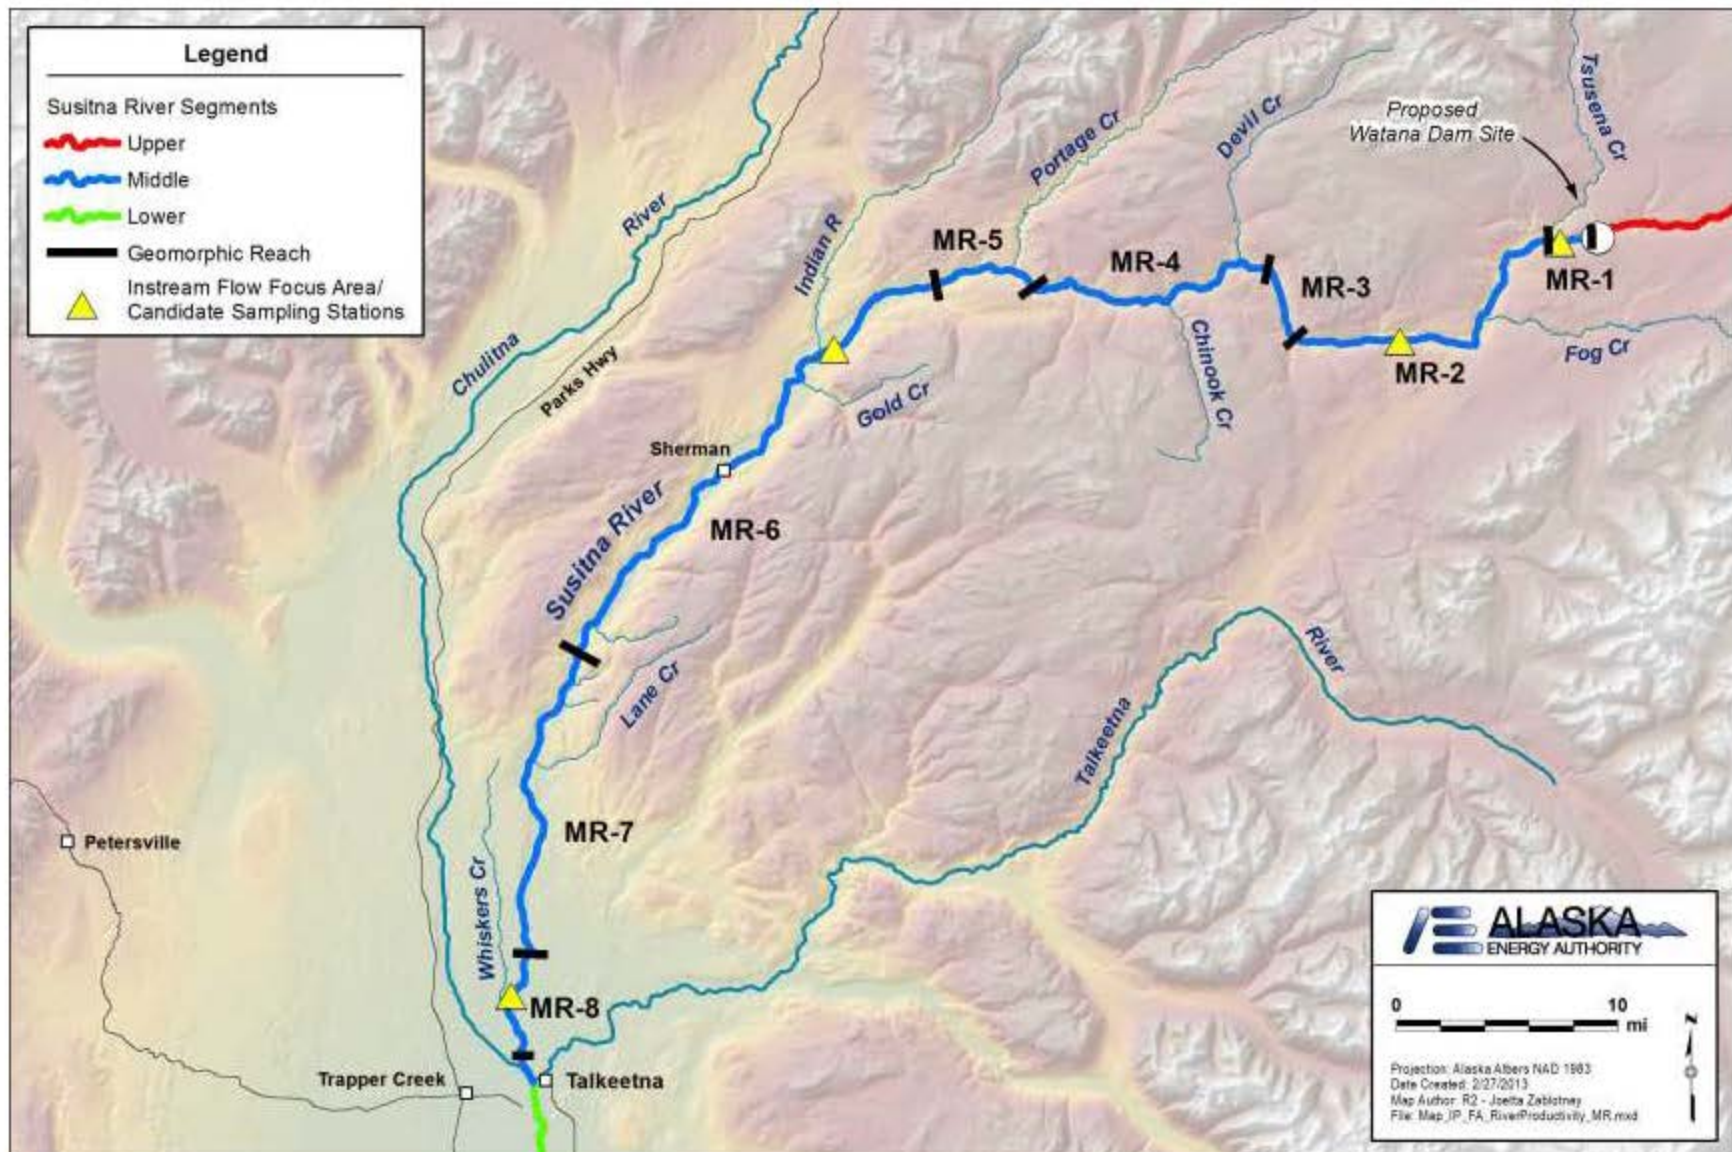 Legend
Susitna River Segments
Upper
Middle
Lower
Geomorphic Reach
Instream Flow Focus Area/
Candidate Sampling Stations
Chulitna
River
Parks Hwy
Indian R
Portage Cr
Devil Cr
Proposed
Watana Dam Site
Tsusena Cr
MR-5
MR-4
MR-3
MR-1
MR-2
Fog Cr
Chinook Cr
Gold Cr
Sherman
Susitna River
MR-6
Lane Cr
Talkeetna
River
MR-7
Petersville
Whiskers Cr
MR-8
Trapper Creek
Talkeetna
ALASKA
ENERGY AUTHORITY
0 10
mi
N
Projection: Alaska Albers NAD 1983
Date Created: 2/27/2013
Map Author: R2 - Joetta Zablotney
File: Map_IP_FA_RiverProductivity_MR.mxd